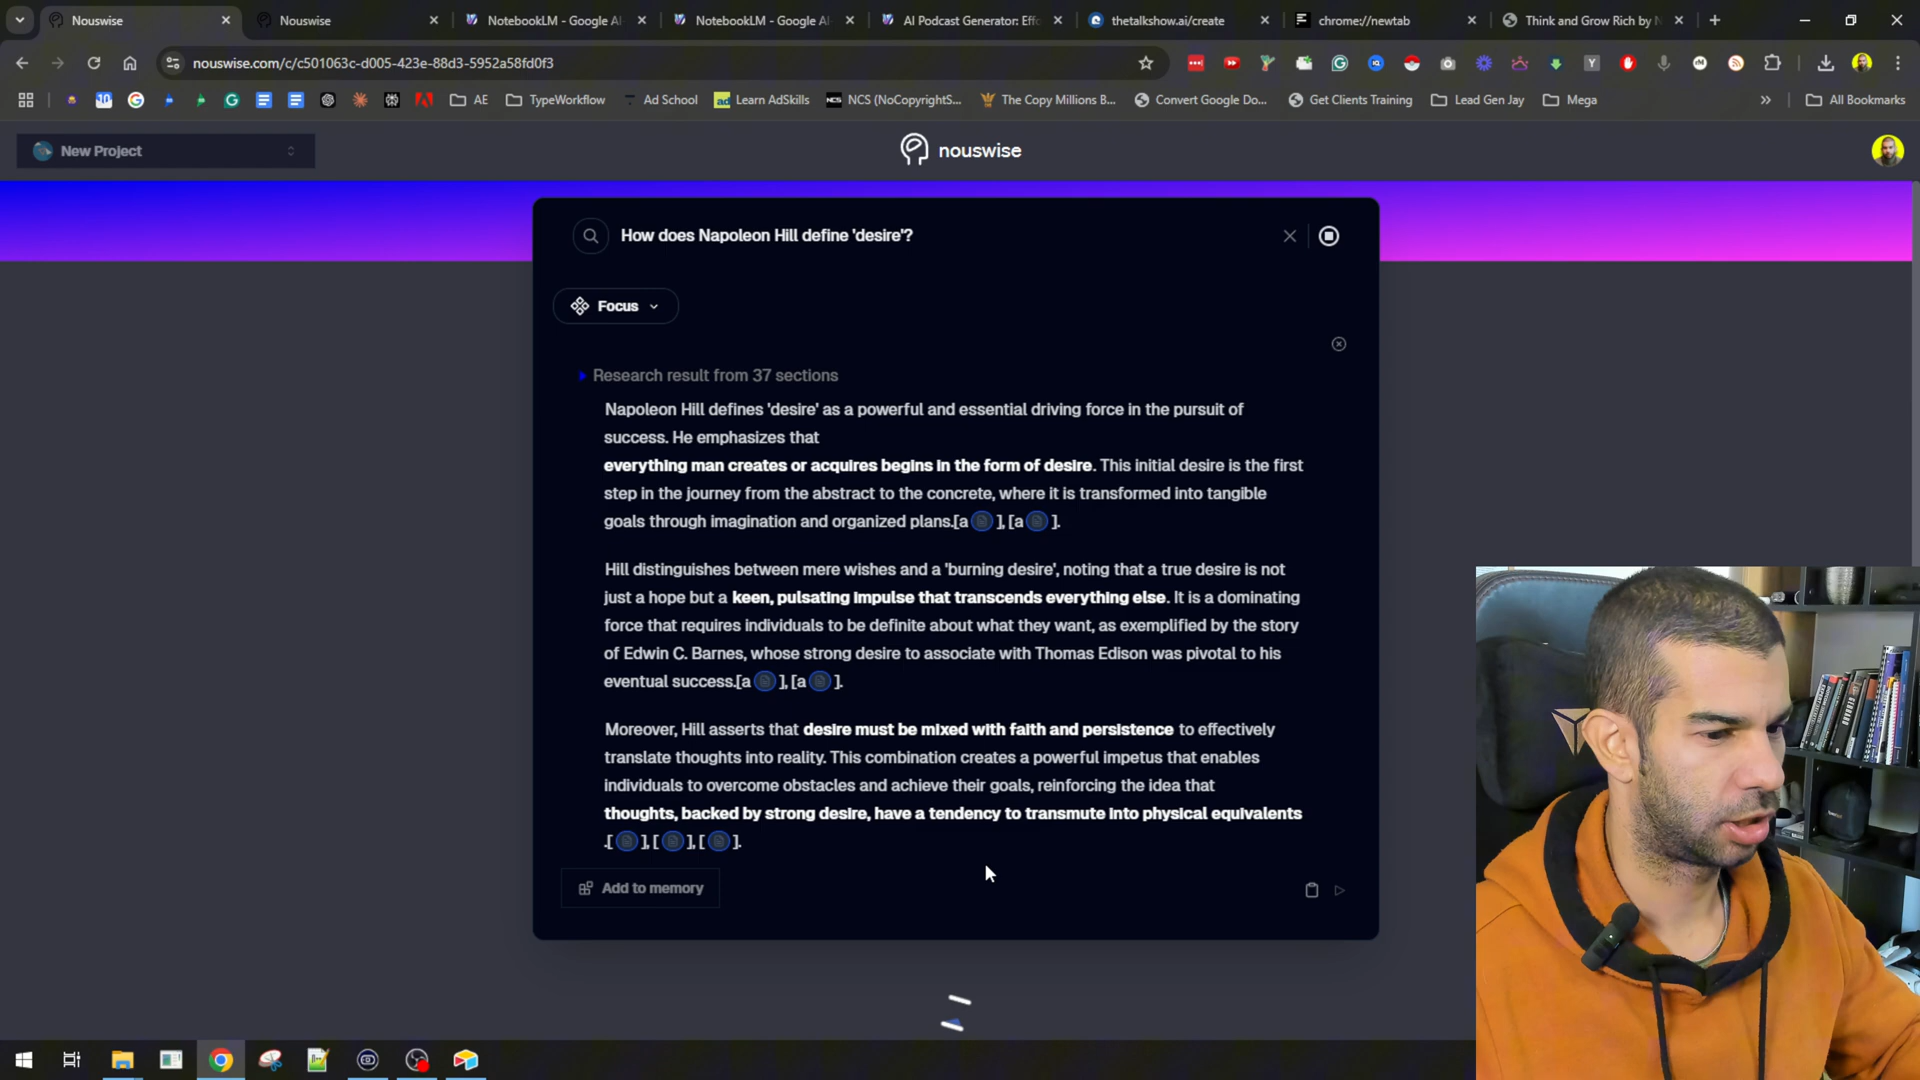 Nouswise
Nouswise
NotebookLM - Google AI
NotebookLM - Google AI
AI Podcast Generator: Effo
thetalkshow.ai/create
chrome://newtab
Think and Grow Rich by N
nouswise.com/c/c501063c-d005-423e-88d3-5952a58fd0f3
AE
TypeWorkflow
Ad School
Learn AdSkills
NCS (NoCopyrightS...
The Copy Millions B...
Convert Google Do...
Get Clients Training
Lead Gen Jay
Mega
All Bookmarks
New Project
nouswise
How does Napoleon Hill define 'desire'?
Focus
Research result from 37 sections
Napoleon Hill defines 'desire' as a powerful and essential driving force in the pursuit of
success. He emphasizes that
everything man creates or acquires begins in the form of desire. This initial desire is the first
step in the journey from the abstract to the concrete, where it is transformed into tangible
goals through imagination and organized plans.[a ], [a ].
Hill distinguishes between mere wishes and a 'burning desire', noting that a true desire is not
just a hope but a keen, pulsating impulse that transcends everything else. It is a dominating
force that requires individuals to be definite about what they want, as exemplified by the story
of Edwin C. Barnes, whose strong desire to associate with Thomas Edison was pivotal to his
eventual success.[a ], [a ].
Moreover, Hill asserts that desire must be mixed with faith and persistence to effectively
translate thoughts into reality. This combination creates a powerful impetus that enables
individuals to overcome obstacles and achieve their goals, reinforcing the idea that
thoughts, backed by strong desire, have a tendency to transmute into physical equivalents
.[ ], [ ], [ ].
Add to memory